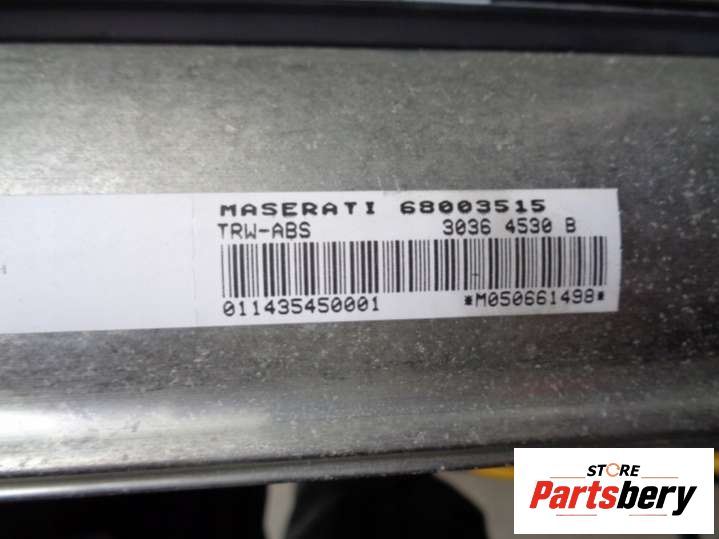 MASERATI 68003515
TRW-ABS 3036 4530 B
011435450001 *M050661498*
STORE
Partsbery